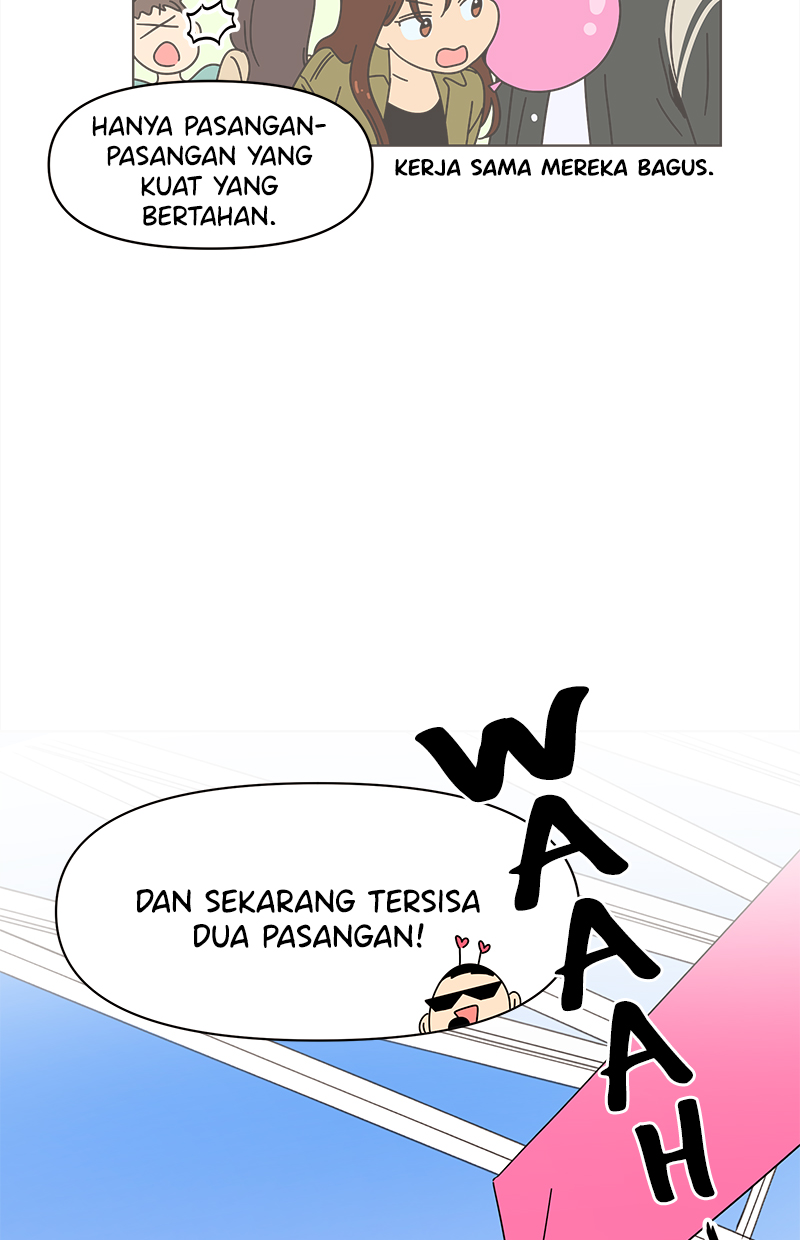 HANYA PASANGAN-
PASANGAN YANG
KUAT YANG
BERTAHAN.
KERJA SAMA MEREKA BAGUS.
WAAAH
DAN SEKARANG TERSISA
DUA PASANGAN!